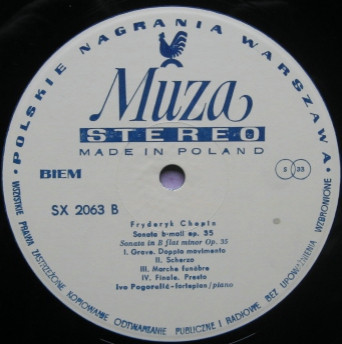 POLSKIE NAGRANIA WARSZAWA
Muza
STEREO
MADE IN POLAND
BIEM
S 33
SX 2063 B
Fryderyk Chopin
Sonata b-moll op. 35
Sonata in B flat minor Op. 35
I. Grave. Doppio movimento
II. Scherzo
III. Marche funèbre
IV. Finale. Presto
Ivo Pogorelić-fortepian/piano
WSZYSTKIE PRAWA ZASTRZEŻONE KOPIOWANIE ODTWARZANIE PUBLICZNE I RADIOWE BEZ UPOWAŻNIENIA WZBRONIONE